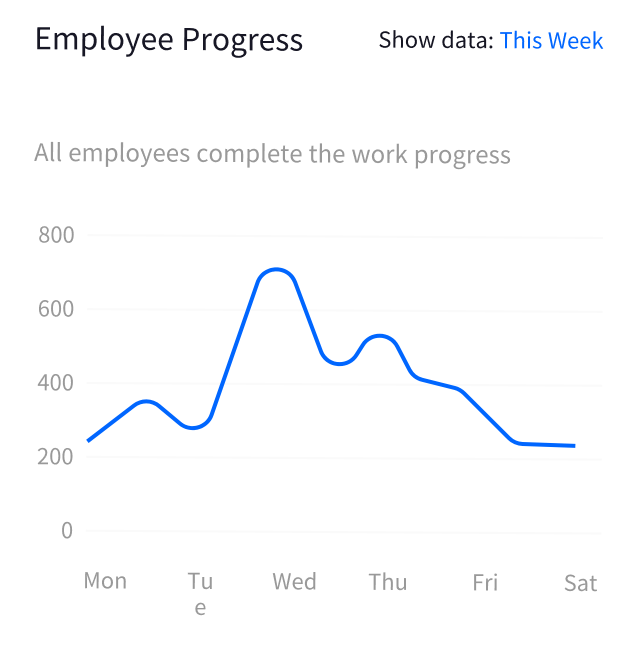 Employee Progress
Show data: This Week
All employees complete the work progress
800
600
400
200
0
Mon
Tu
e
Wed
Thu
Fri
Sat